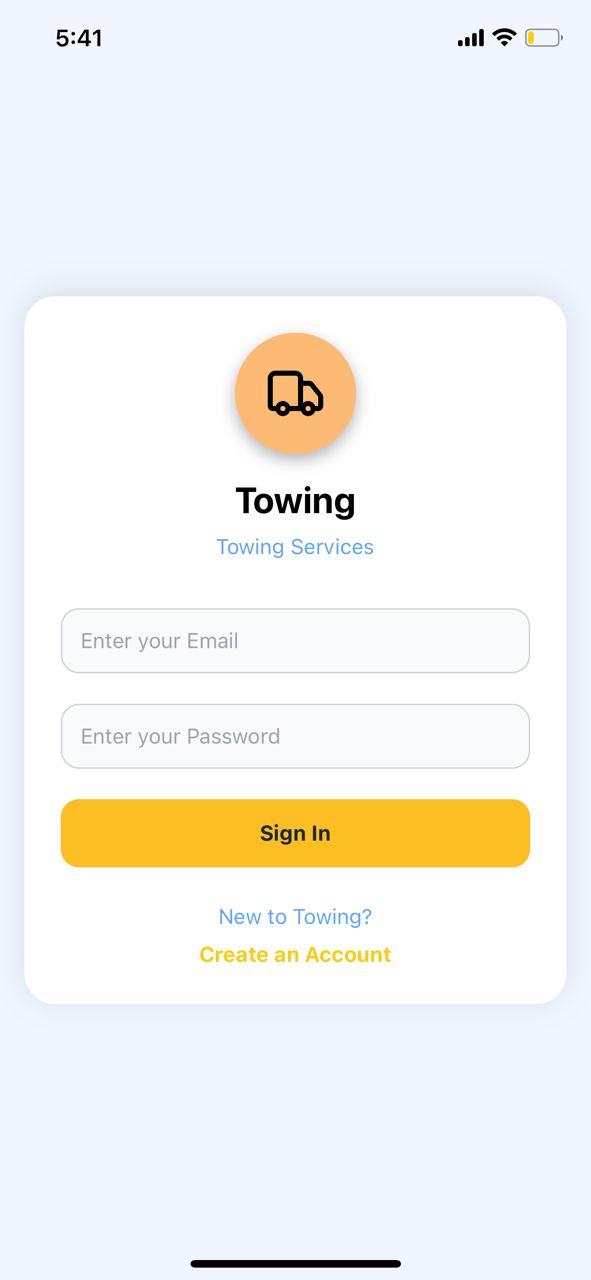 5:41
Towing
Towing Services
Enter your Email
Enter your Password
Sign In
New to Towing?
Create an Account